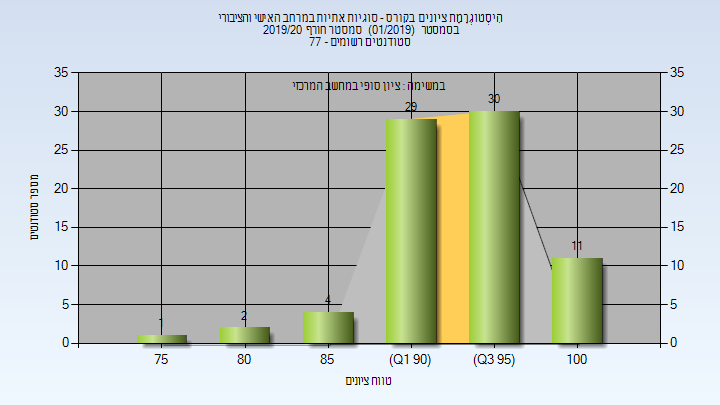 הִיסְטוגְרָמַת ציונים בקורס - סוגיות אתיות במרחב האישי והציבורי
בסמסטר (01/2019) סמסטר חורף 2019/20
סטודנטים רשומים - 77
במשימה : ציון סופי במחשב המרכזי
35 35
30 30
25 25
20 20
15 15
10 10
5 5
0 0
1 2 4 29 30 11
מספר סטודנטים
75 80 85 (Q1 90) (Q3 95) 100
טווח ציונים